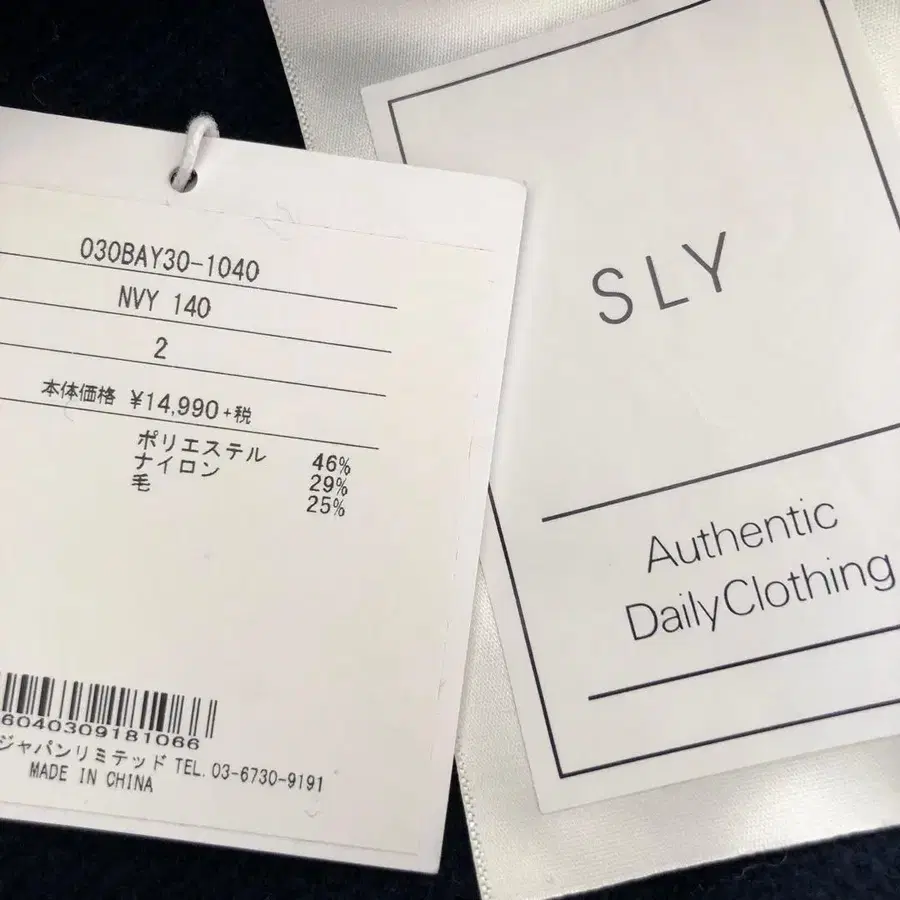 030BAY30-1040
NVY 140
2
本体価格 ¥14,990+税
ポリエステル 46%
ナイロン 29%
毛 25%
6040309181066
ジャパンリミテッド TEL. 03-6730-9191
MADE IN CHINA
SLY
Authentic
DailyClothing